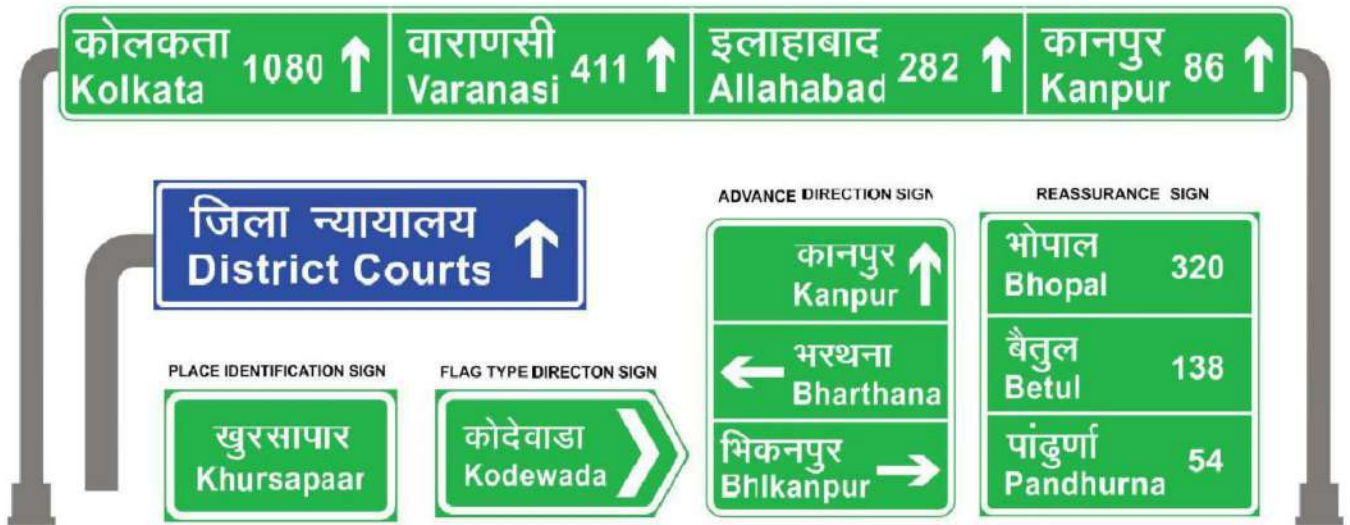 कोलकता
Kolkata
1080
वाराणसी
Varanasi
411
इलाहाबाद
Allahabad
282
कानपुर
Kanpur
86
जिला न्यायालय
District Courts
ADVANCE DIRECTION SIGN
कानपुर
Kanpur
भरथना
Bharthana
भिकनपुर
Bhikanpur
REASSURANCE SIGN
भोपाल
Bhopal
320
बैतुल
Betul
138
पांढुर्णा
Pandhurna
54
PLACE IDENTIFICATION SIGN
खुरसापार
Khursapaar
FLAG TYPE DIRECTON SIGN
कोदेवाडा
Kodewada